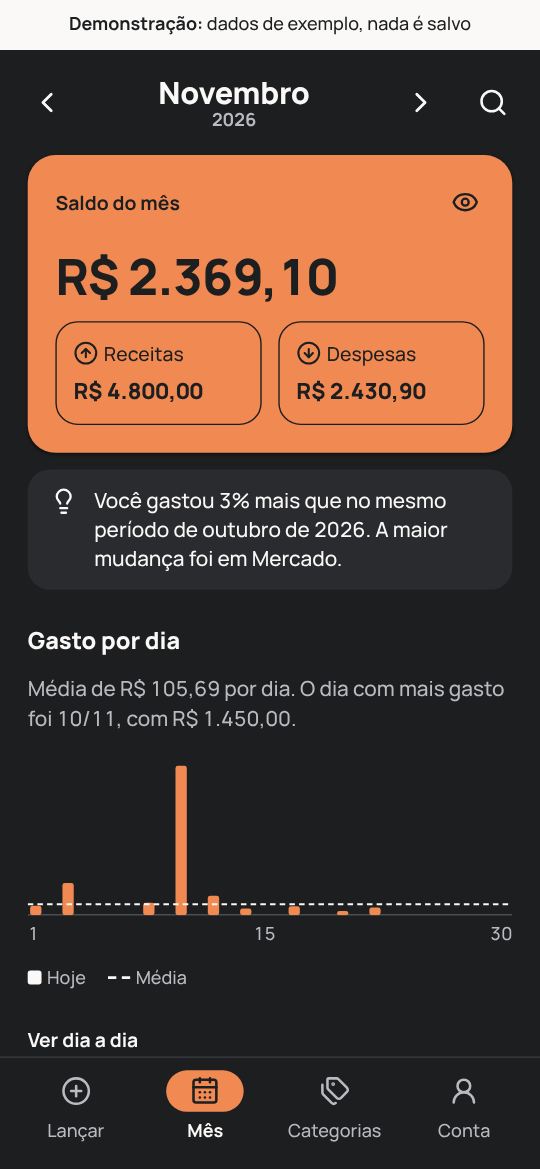 Demonstração: dados de exemplo, nada é salvo
Novembro
2026
Saldo do mês
R$ 2.369,10
Receitas
R$ 4.800,00
Despesas
R$ 2.430,90
Você gastou 3% mais que no mesmo
período de outubro de 2026. A maior
mudança foi em Mercado.
Gasto por dia
Média de R$ 105,69 por dia. O dia com mais gasto
foi 10/11, com R$ 1.450,00.
1 15 30
Hoje Média
Ver dia a dia
Lançar Mês Categorias Conta